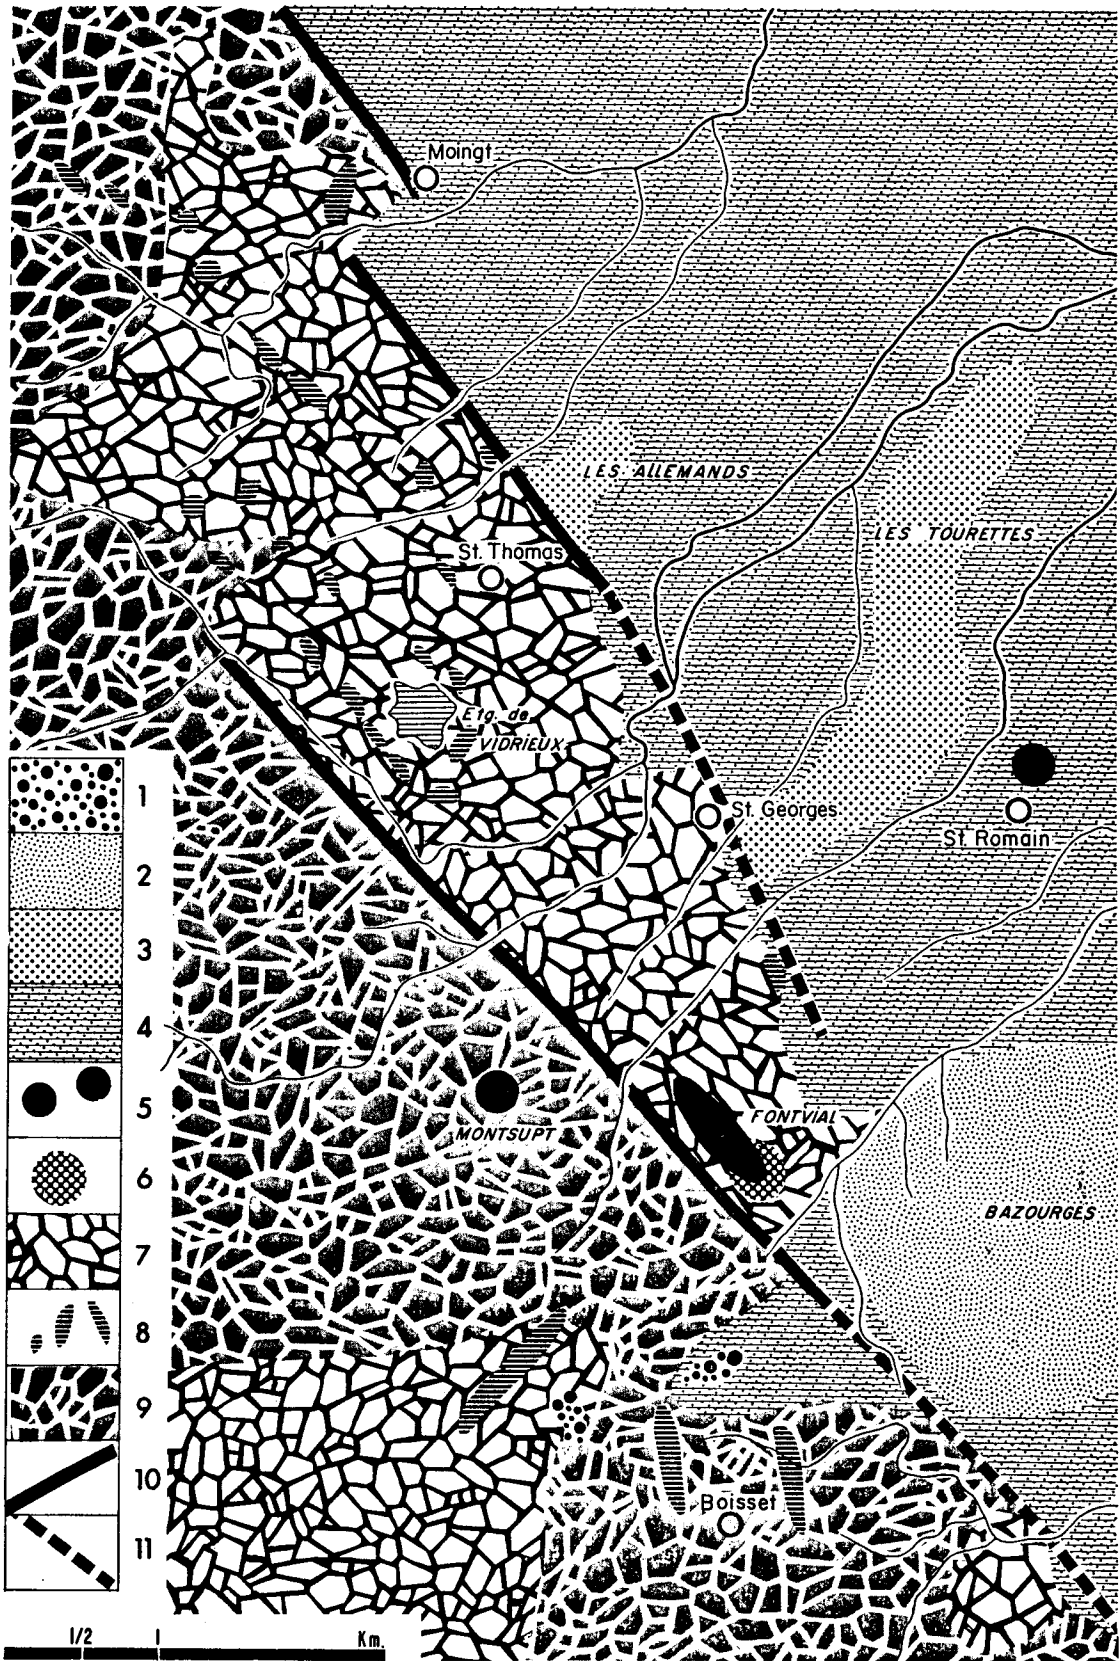 Moingt
LES ALLEMANDS
LES TOURETTES
St. Thomas
Etg. de
VIDRIEUX
St. Georges
St. Romain
FONTVIAL
MONTSUPT
BAZOURGES
Boisset
1
2
3
4
5
6
7
8
9
10
11
1/2 1 Km.